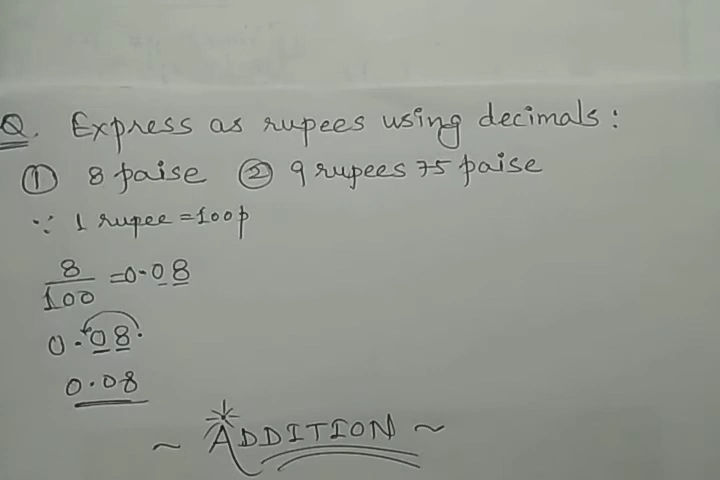 Q. Express as rupees using decimals:
① 8 paise ② 9 rupees 75 paise
∵ 1 rupee = 100p
8/100 = 0.08
0.08.
0.08
~ ADDITION ~